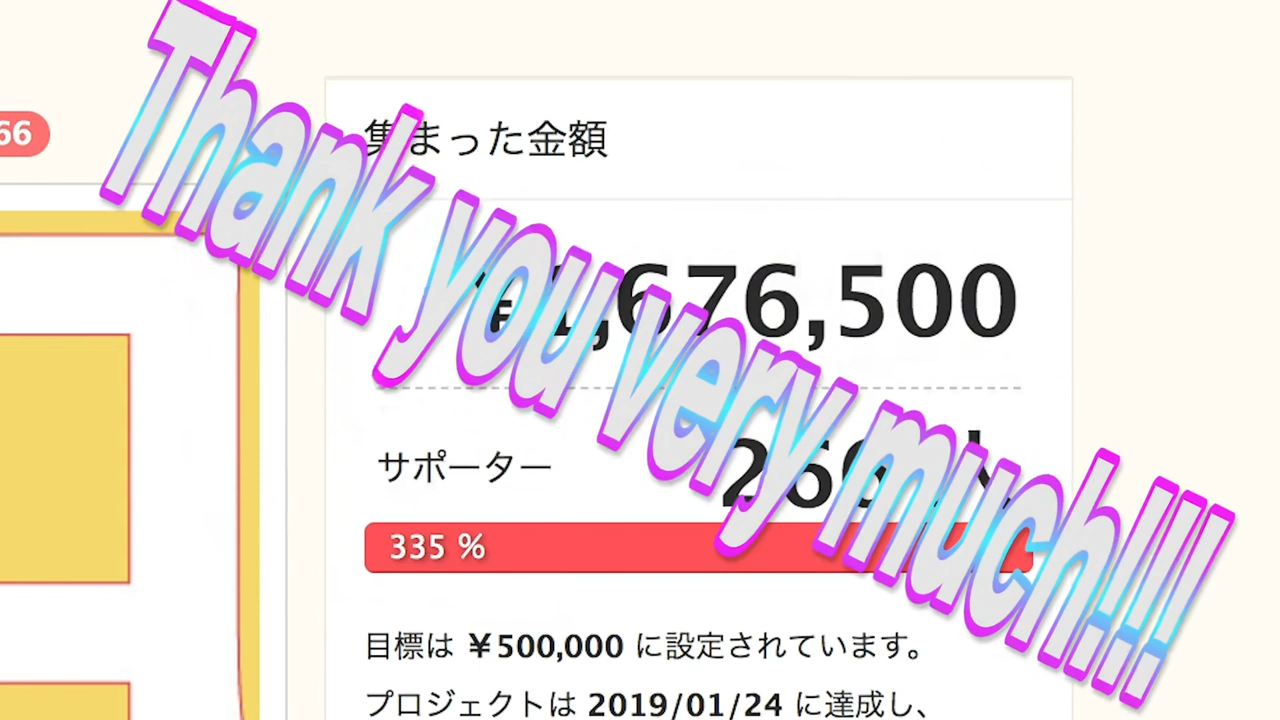 66
Thank you very much!!!
集まった金額
¥1,676,500
サポーター
335 %
目標は ¥500,000 に設定されています。
プロジェクトは 2019/01/24 に達成し、